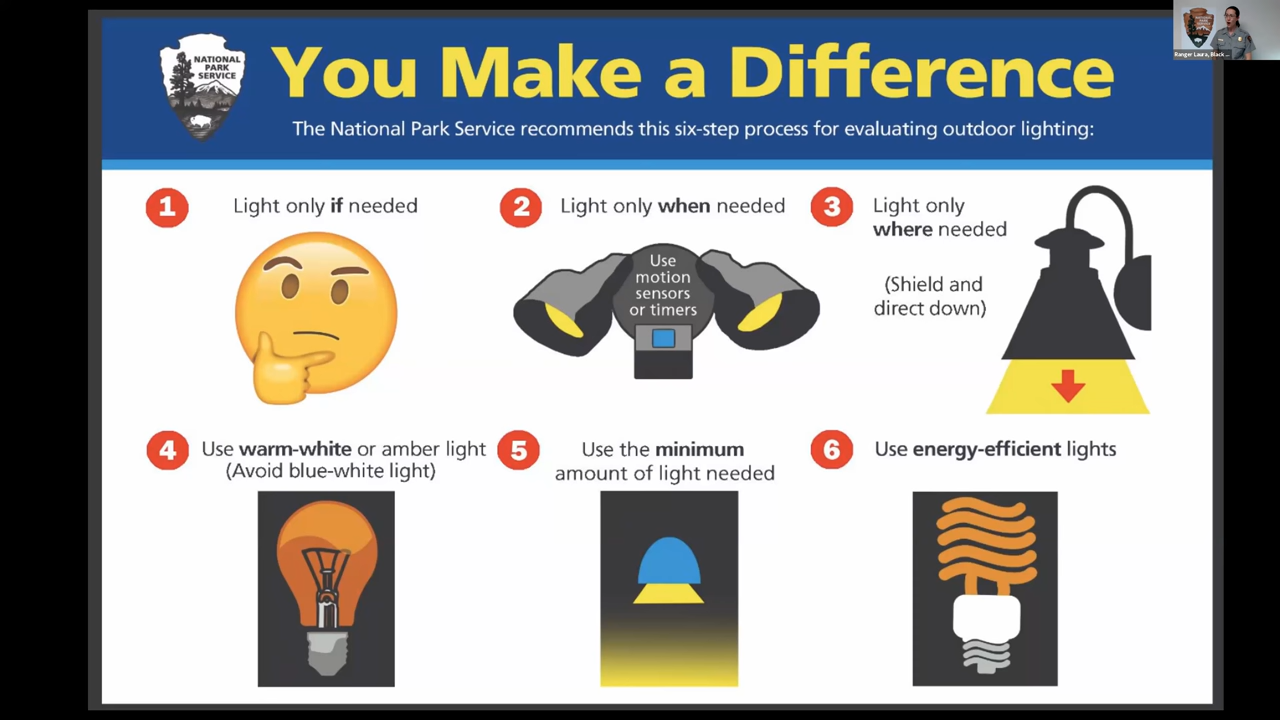 NATIONAL
PARK
SERVICE
You Make a Difference
The National Park Service recommends this six-step process for evaluating outdoor lighting:
1
Light only if needed
2
Light only when needed
Use
motion
sensors
or timers
3
Light only
where needed
(Shield and
direct down)
4
Use warm-white or amber light
(Avoid blue-white light)
5
Use the minimum
amount of light needed
6
Use energy-efficient lights
Ranger Laura, Black ...